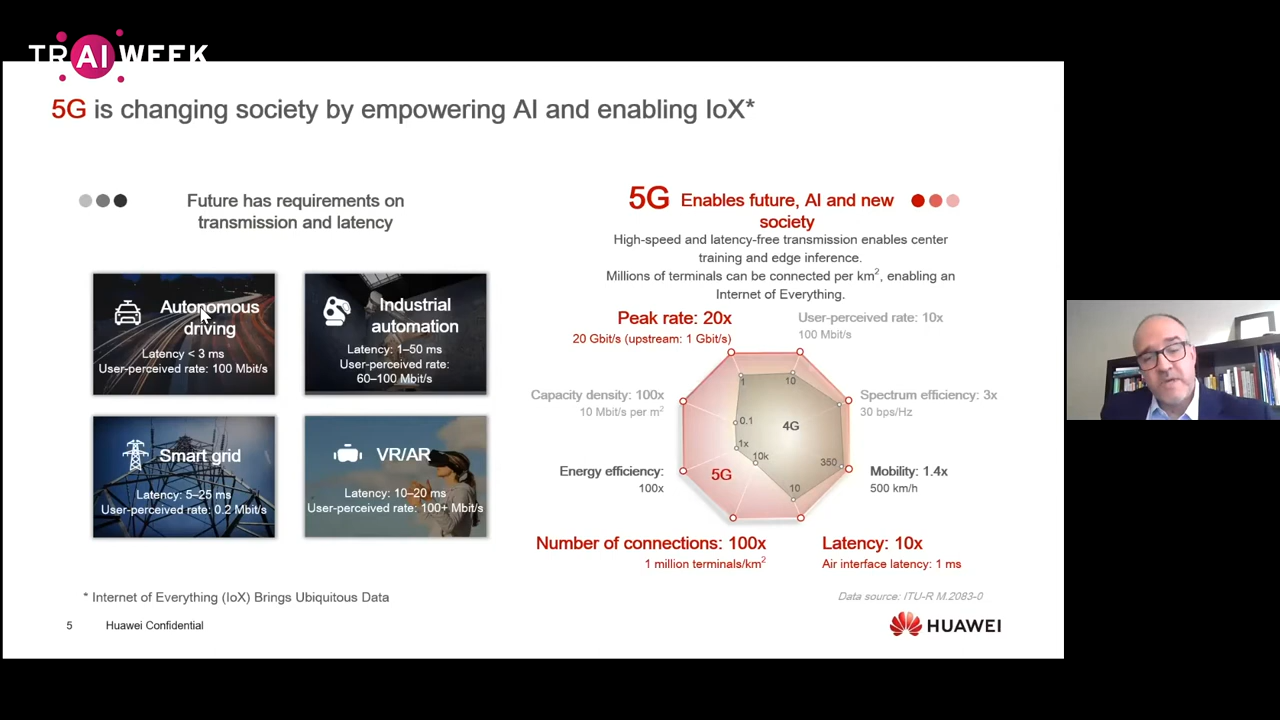 TRAI WEEK
5G is changing society by empowering AI and enabling IoX*
Future has requirements on
transmission and latency
Autonomous
driving
Latency < 3 ms
User-perceived rate: 100 Mbit/s
Industrial
automation
Latency: 1–50 ms
User-perceived rate:
60–100 Mbit/s
Smart grid
Latency: 5–25 ms
User-perceived rate: 0.2 Mbit/s
VR/AR
Latency: 10–20 ms
User-perceived rate: 100+ Mbit/s
5G Enables future, AI and new
society
High-speed and latency-free transmission enables center
training and edge inference.
Millions of terminals can be connected per km², enabling an
Internet of Everything.
Peak rate: 20x
20 Gbit/s (upstream: 1 Gbit/s)
User-perceived rate: 10x
100 Mbit/s
Capacity density: 100x
10 Mbit/s per m²
Spectrum efficiency: 3x
30 bps/Hz
Energy efficiency:
100x
Mobility: 1.4x
500 km/h
1
10
0.1
4G
1x
10k
350
5G
10
Number of connections: 100x
1 million terminals/km²
Latency: 10x
Air interface latency: 1 ms
* Internet of Everything (IoX) Brings Ubiquitous Data
Data source: ITU-R M.2083-0
5 Huawei Confidential
HUAWEI